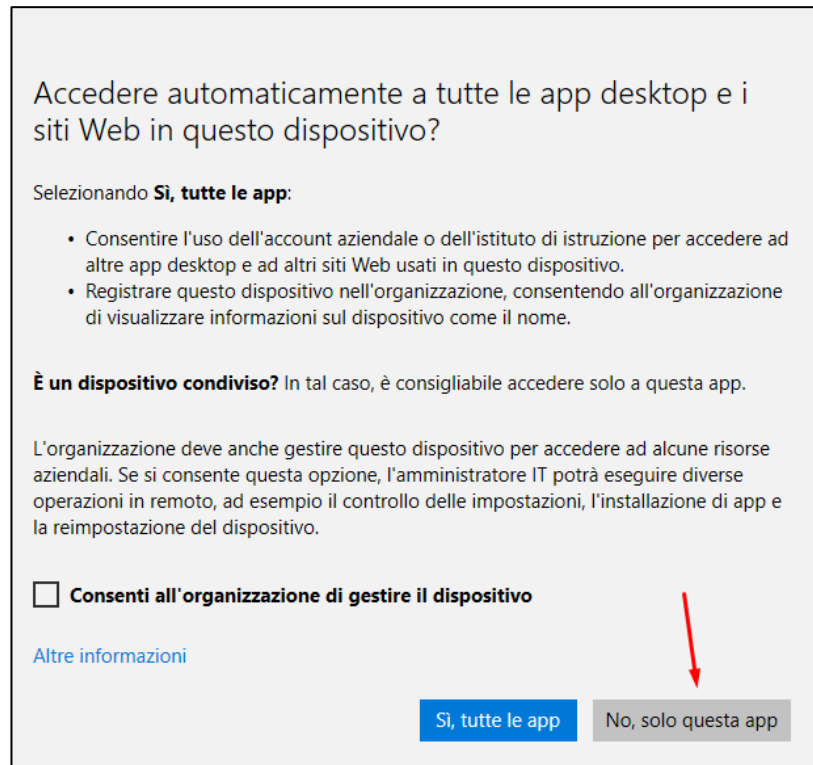 Accedere automaticamente a tutte le app desktop e i
siti Web in questo dispositivo?
Selezionando Sì, tutte le app:
• Consentire l'uso dell'account aziendale o dell'istituto di istruzione per accedere ad
altre app desktop e ad altri siti Web usati in questo dispositivo.
• Registrare questo dispositivo nell'organizzazione, consentendo all'organizzazione
di visualizzare informazioni sul dispositivo come il nome.
È un dispositivo condiviso? In tal caso, è consigliabile accedere solo a questa app.
L'organizzazione deve anche gestire questo dispositivo per accedere ad alcune risorse
aziendali. Se si consente questa opzione, l'amministratore IT potrà eseguire diverse
operazioni in remoto, ad esempio il controllo delle impostazioni, l'installazione di app e
la reimpostazione del dispositivo.
Consenti all'organizzazione di gestire il dispositivo
Altre informazioni
Sì, tutte le app
No, solo questa app